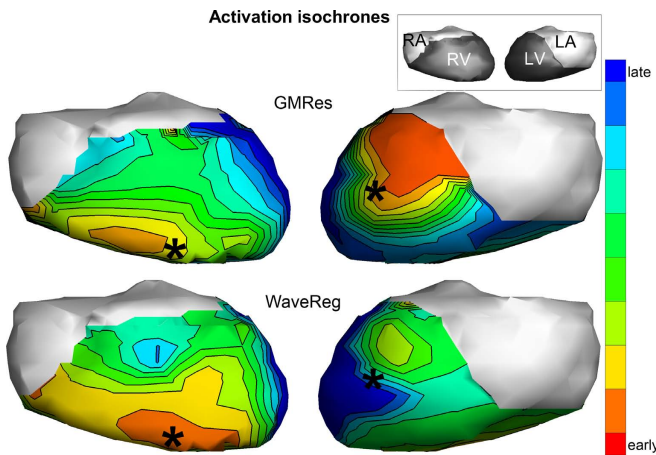 Activation isochrones
RA
RV
LV
LA
late
GMRes
*
*
WaveReg
*
*
early